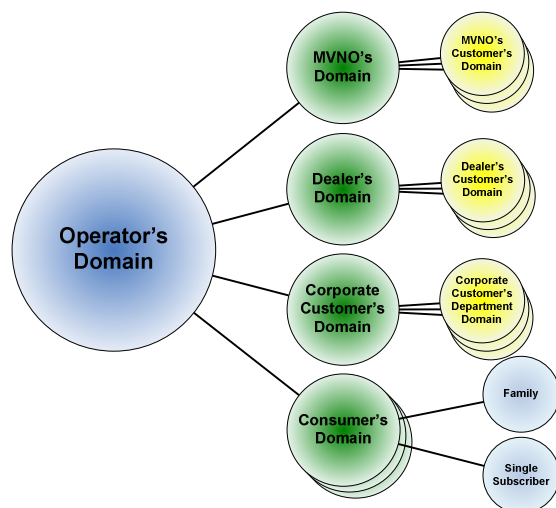 Operator's
Domain
MVNO's
Domain
MVNO's
Customer's
Domain
Dealer's
Domain
Dealer's
Customer's
Domain
Corporate
Customer's
Domain
Corporate
Customer's
Department
Domain
Consumer's
Domain
Family
Single
Subscriber